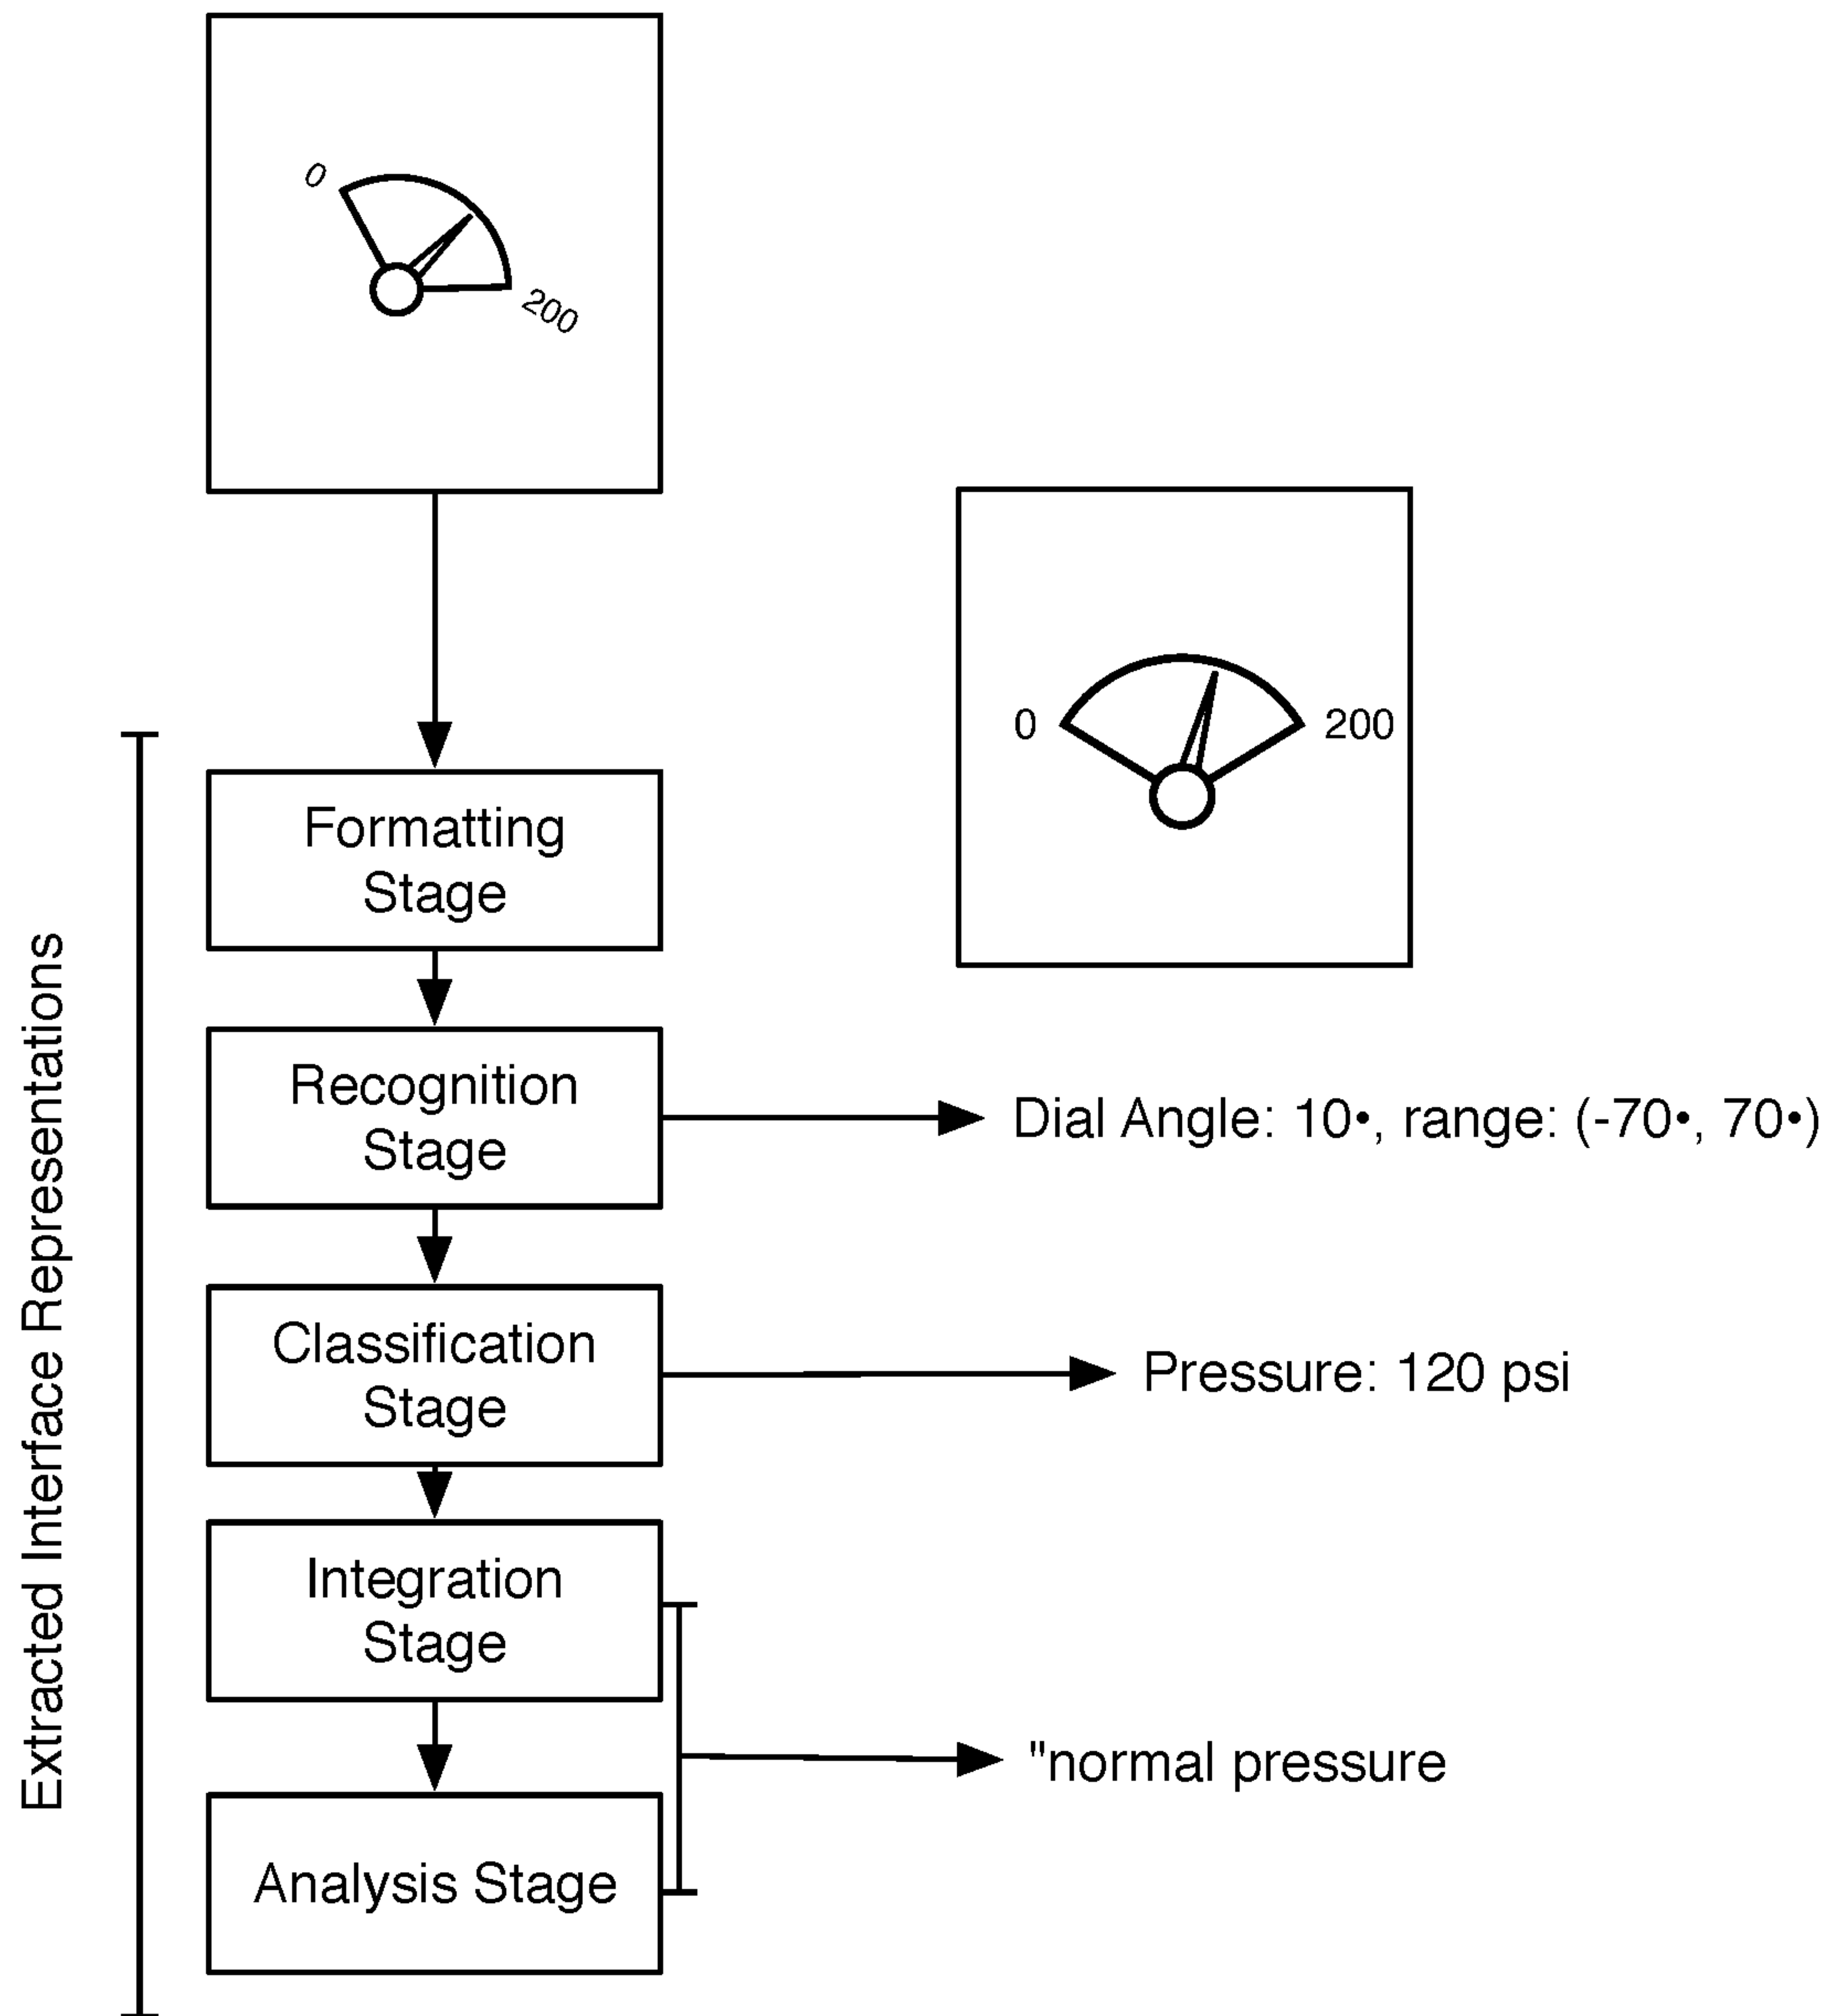 0
200
0
200
Formatting
Stage
Recognition
Stage
Dial Angle: 10•, range: (-70•, 70•)
Classification
Stage
Pressure: 120 psi
Integration
Stage
"normal pressure
Analysis Stage
Extracted Interface Representations